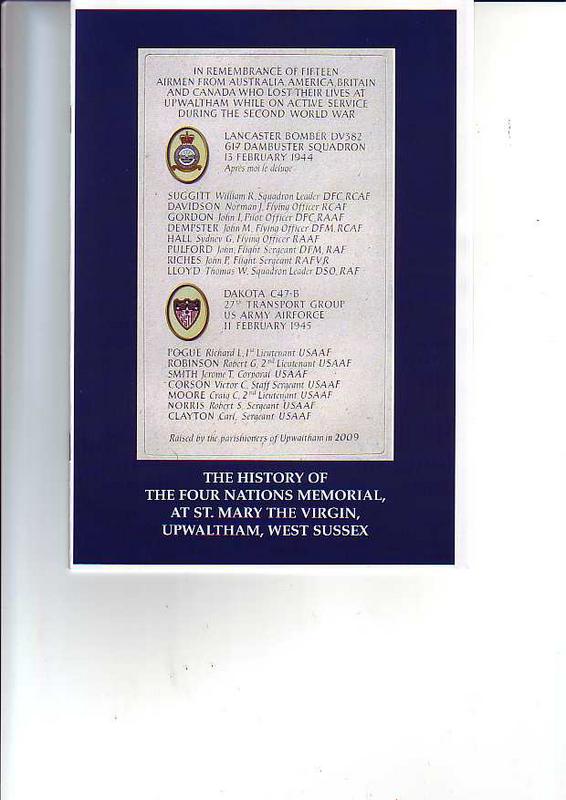 IN REMEMBRANCE OF FIFTEEN
AIRMEN FROM AUSTRALIA, AMERICA, BRITAIN
AND CANADA WHO LOST THEIR LIVES AT
UPWALTHAM WHILE ON ACTIVE SERVICE
DURING THE SECOND WORLD WAR
LANCASTER BOMBER DV382
617 DAMBUSTER SQUADRON
13 FEBRUARY 1944
Après moi le déluge
SUGGITT William R, Squadron Leader DFC, RCAF
DAVIDSON Norman J, Flying Officer RCAF
GORDON John I, Pilot Officer DFC, RAAF
DEMPSTER John M, Flying Officer DFM, RCAF
HALL Sydney G, Flying Officer RAAF
PULFORD John, Flight Sergeant DFM, RAF
RICHES John P, Flight Sergeant RAFVR
LLOYD Thomas W, Squadron Leader DSO, RAF
DAKOTA C47-B
27TH TRANSPORT GROUP
US ARMY AIRFORCE
11 FEBRUARY 1945
POGUE Richard L, 1st Lieutenant USAAF
ROBINSON Robert G, 2nd Lieutenant USAAF
SMITH Jerome T, Corporal USAAF
CORSON Victor C, Staff Sergeant USAAF
MOORE Craig C, 2nd Lieutenant USAAF
NORRIS Robert S, Sergeant USAAF
CLAYTON Carl, Sergeant USAAF
Raised by the parishioners of Upwaltham in 2009
THE HISTORY OF
THE FOUR NATIONS MEMORIAL,
AT ST. MARY THE VIRGIN,
UPWALTHAM, WEST SUSSEX